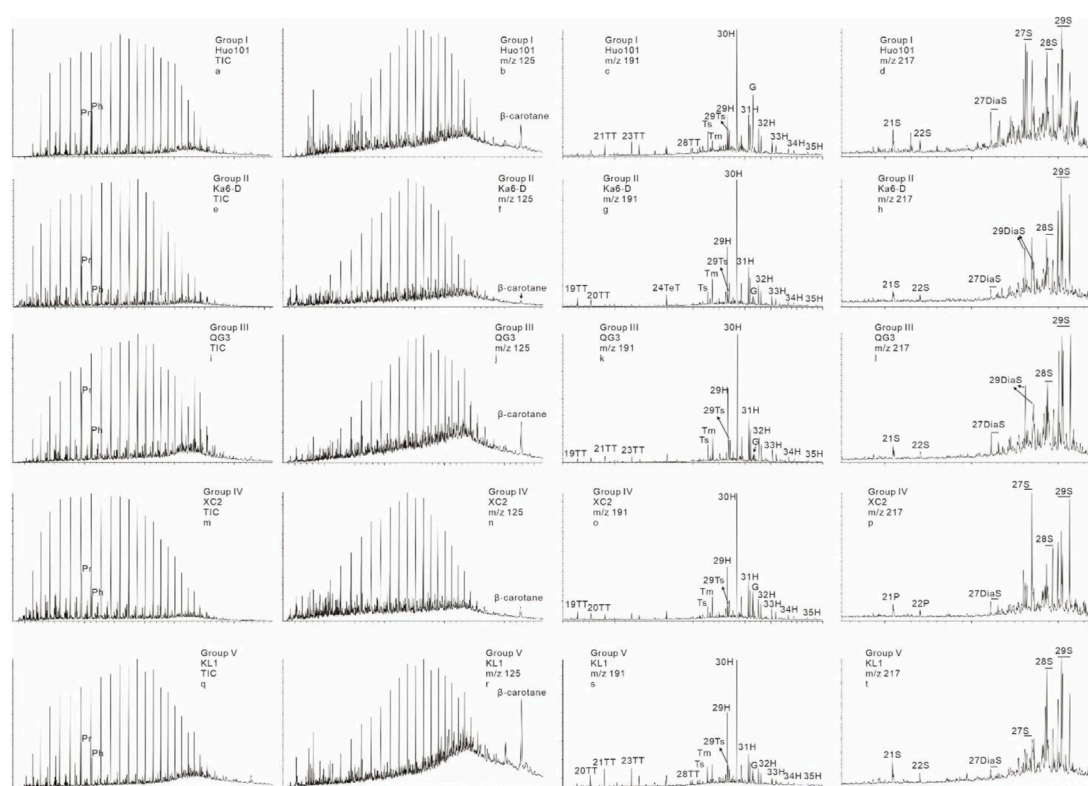 Group I
Huo101
TIC
a
Pr
Ph
Group I
Huo101
m/z 125
b
β-carotane
Group I
Huo101
m/z 191
c
30H
G
29H
31H
29Ts
Ts
Tm
32H
21TT
23TT
28TT
33H
34H
35H
Group I
Huo101
m/z 217
d
29S
27S
28S
27DiaS
21S
22S
Group II
Ka6-D
TIC
e
Pr
Ph
Group II
Ka6-D
m/z 125
f
β-carotane
Group II
Ka6-D
m/z 191
g
30H
29H
29Ts
31H
Tm
Ts
32H
G
33H
34H
35H
19TT
20TT
24TeT
Group II
Ka6-D
m/z 217
h
29S
29DiaS
28S
27DiaS
21S
22S
Group III
QG3
TIC
i
Pr
Ph
Group III
QG3
m/z 125
j
β-carotane
Group III
QG3
m/z 191
k
30H
29H
29Ts
31H
Tm
Ts
32H
G
33H
34H
35H
19TT
21TT
23TT
Group III
QG3
m/z 217
l
29S
29DiaS
28S
27DiaS
21S
22S
Group IV
XC2
TIC
m
Pr
Ph
Group IV
XC2
m/z 125
n
β-carotane
Group IV
XC2
m/z 191
o
30H
29H
29Ts
31H
Tm
Ts
G
32H
33H
34H
35H
19TT
20TT
Group IV
XC2
m/z 217
p
27S
29S
28S
27DiaS
21P
22P
Group V
KL1
TIC
q
Pr
Ph
Group V
KL1
m/z 125
r
β-carotane
Group V
KL1
m/z 191
s
30H
29H
29Ts
31H
Tm
Ts
G
32H
33H
34H
35H
20TT
21TT
23TT
28TT
Group V
KL1
m/z 217
t
29S
28S
27S
27DiaS
21S
22S